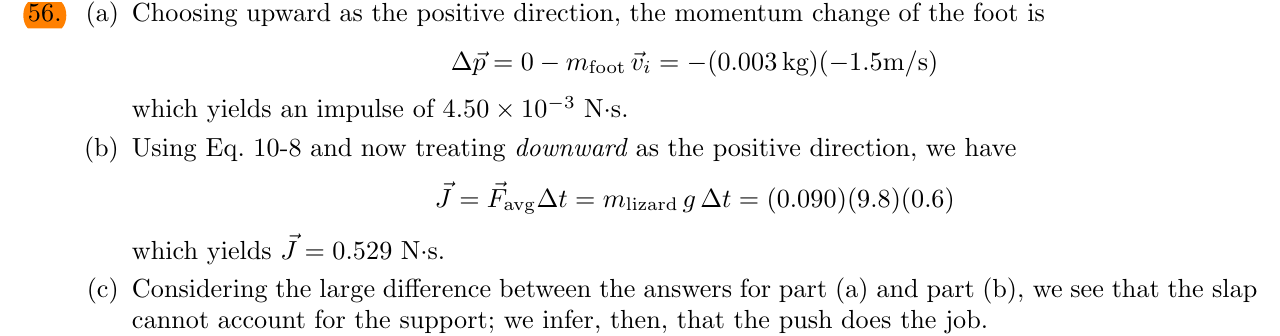 56. (a) Choosing upward as the positive direction, the momentum change of the foot is
Δp⃗ = 0 − m_foot v⃗_i = −(0.003 kg)(−1.5m/s)
which yields an impulse of 4.50 × 10⁻³ N·s.
(b) Using Eq. 10-8 and now treating downward as the positive direction, we have
J⃗ = F⃗_avg Δt = m_lizard g Δt = (0.090)(9.8)(0.6)
which yields J⃗ = 0.529 N·s.
(c) Considering the large difference between the answers for part (a) and part (b), we see that the slap
cannot account for the support; we infer, then, that the push does the job.